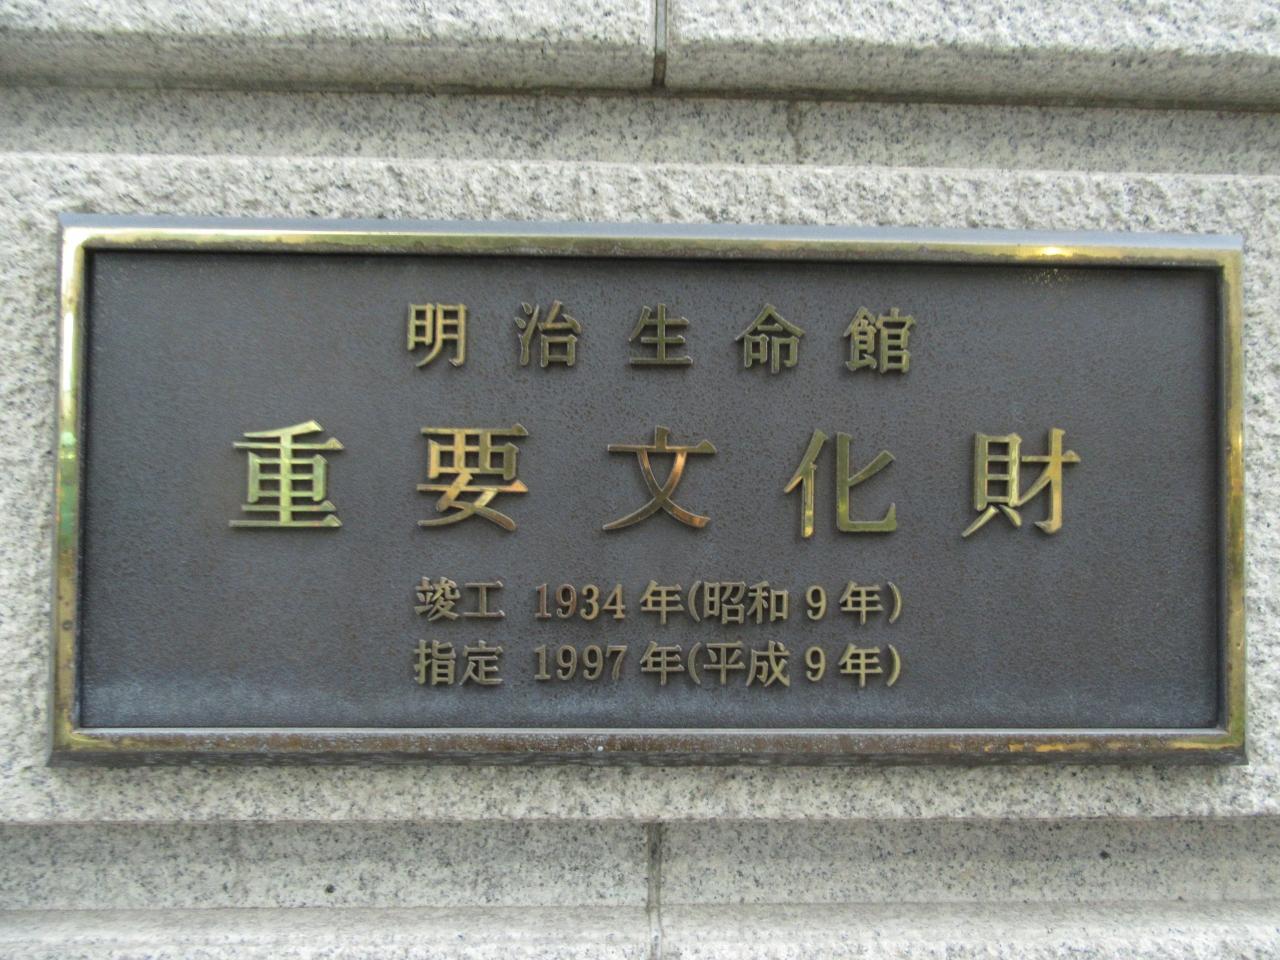 明治生命館
重要文化財
竣工 1934年(昭和9年)
指定 1997年(平成9年)